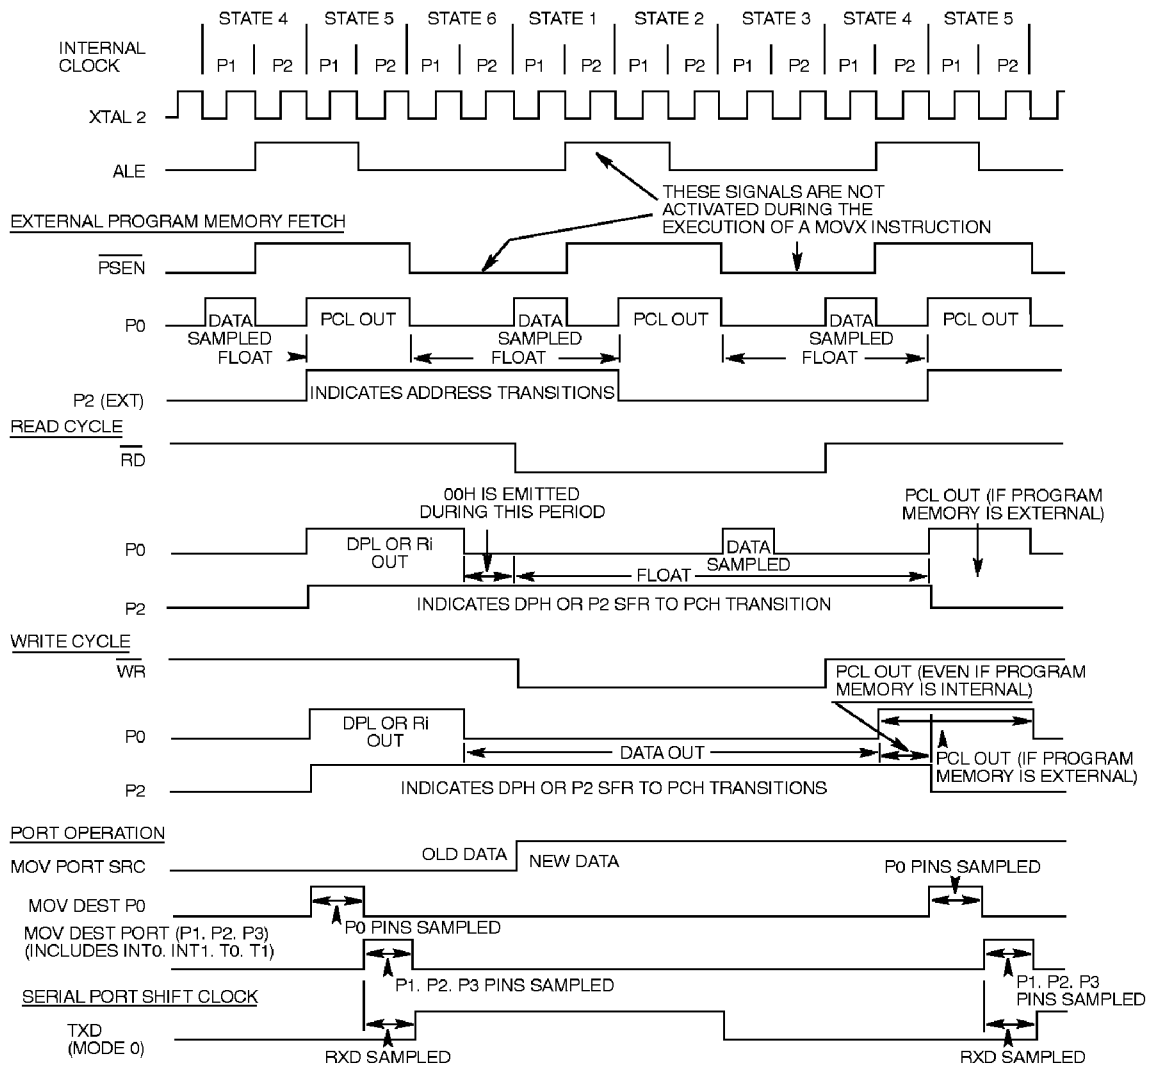 STATE 4 STATE 5 STATE 6 STATE 1 STATE 2 STATE 3 STATE 4 STATE 5
INTERNAL
CLOCK
P1 P2 P1 P2 P1 P2 P1 P2 P1 P2 P1 P2 P1 P2 P1 P2
XTAL 2
ALE
THESE SIGNALS ARE NOT
ACTIVATED DURING THE
EXECUTION OF A MOVX INSTRUCTION
EXTERNAL PROGRAM MEMORY FETCH
PSEN
P0
DATA PCL OUT DATA PCL OUT DATA PCL OUT
SAMPLED SAMPLED SAMPLED
FLOAT FLOAT FLOAT
P2 (EXT)
INDICATES ADDRESS TRANSITIONS
READ CYCLE
RD
00H IS EMITTED
DURING THIS PERIOD
PCL OUT (IF PROGRAM
MEMORY IS EXTERNAL)
P0
DPL OR Ri
OUT
DATA
SAMPLED
FLOAT
P2
INDICATES DPH OR P2 SFR TO PCH TRANSITION
WRITE CYCLE
WR
PCL OUT (EVEN IF PROGRAM
MEMORY IS INTERNAL)
P0
DPL OR Ri
OUT
DATA OUT
PCL OUT (IF PROGRAM
MEMORY IS EXTERNAL)
P2
INDICATES DPH OR P2 SFR TO PCH TRANSITIONS
PORT OPERATION
MOV PORT SRC
OLD DATA
NEW DATA
P0 PINS SAMPLED
MOV DEST P0
P0 PINS SAMPLED
MOV DEST PORT (P1. P2. P3)
(INCLUDES INT0. INT1. T0. T1)
P1. P2. P3 PINS SAMPLED
P1. P2. P3
PINS SAMPLED
SERIAL PORT SHIFT CLOCK
TXD
(MODE 0)
RXD SAMPLED
RXD SAMPLED